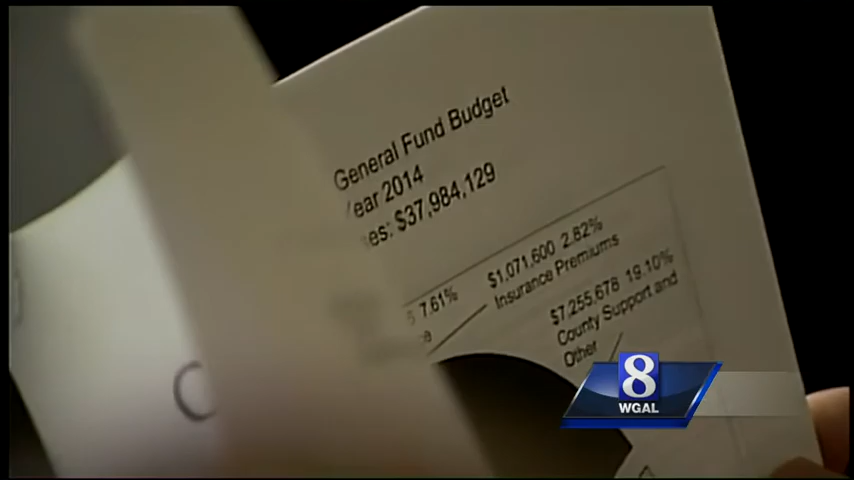 General Fund Budget
Year 2014
es: $37,984,129
7.61%
$1,071,600 2.82%
Insurance Premiums
$7,255,678 19.10%
County Support and
Other
8
WGAL